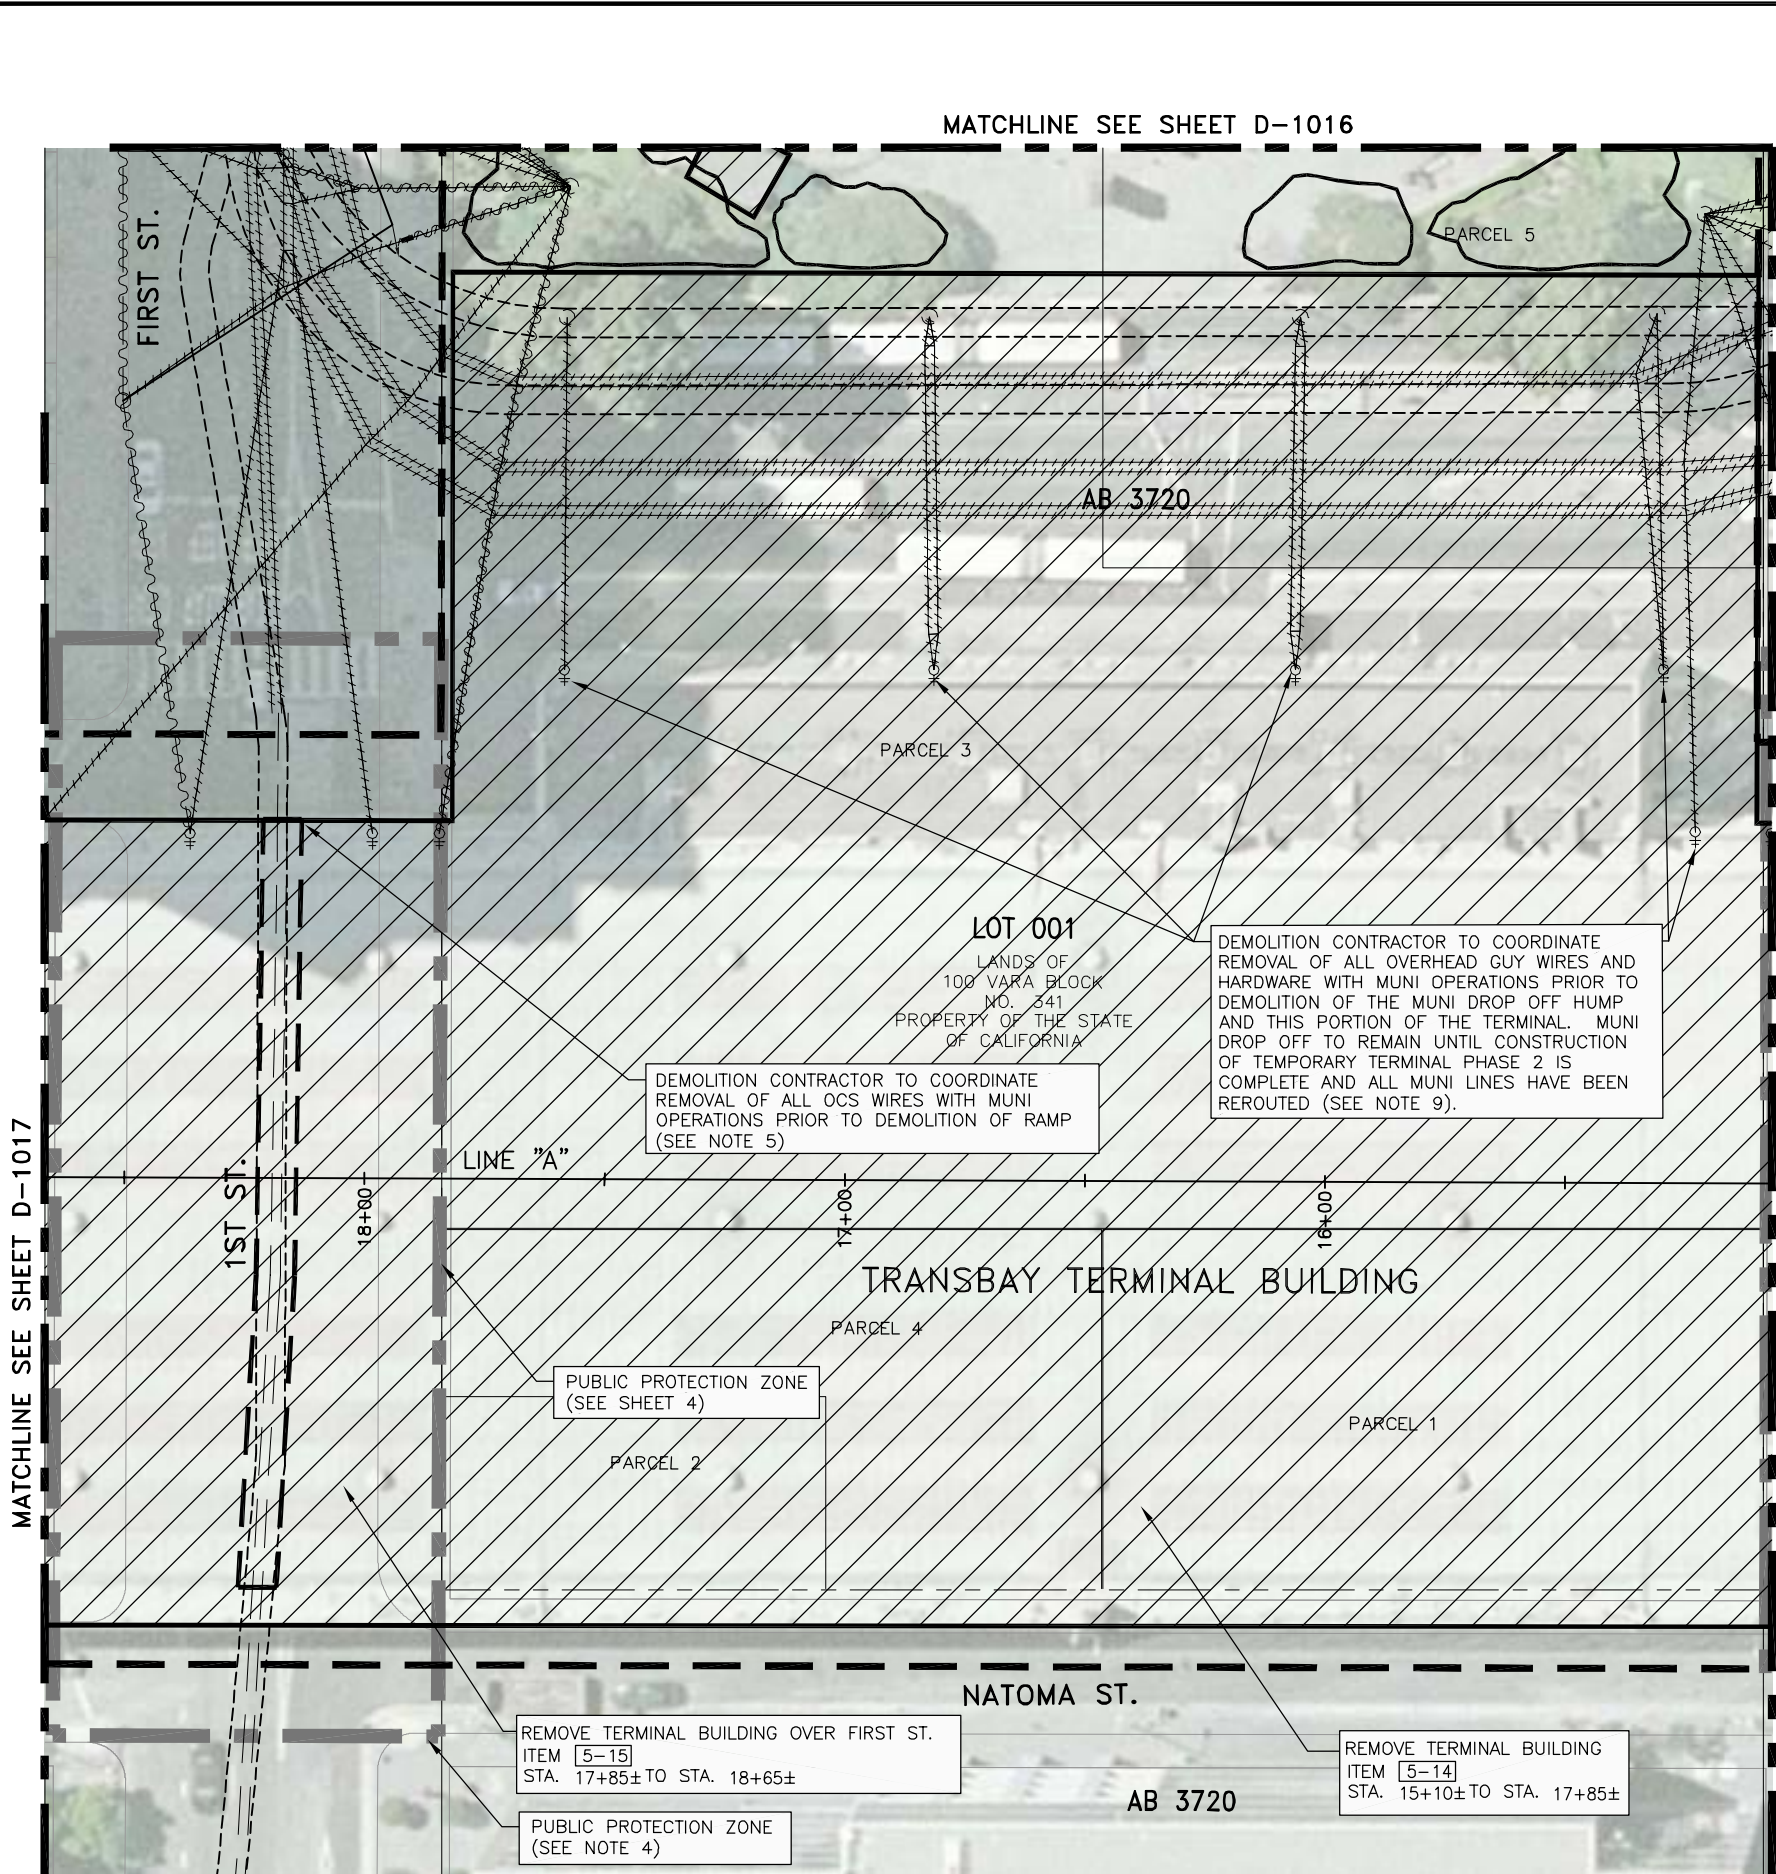 MATCHLINE SEE SHEET D-1016
FIRST ST.
PARCEL 5
AB 3720
PARCEL 3
LOT 001
LANDS OF
100 VARA BLOCK
NO. 341
PROPERTY OF THE STATE
OF CALIFORNIA
DEMOLITION CONTRACTOR TO COORDINATE
REMOVAL OF ALL OVERHEAD GUY WIRES AND
HARDWARE WITH MUNI OPERATIONS PRIOR TO
DEMOLITION OF THE MUNI DROP OFF HUMP
AND THIS PORTION OF THE TERMINAL. MUNI
DROP OFF TO REMAIN UNTIL CONSTRUCTION
OF TEMPORARY TERMINAL PHASE 2 IS
COMPLETE AND ALL MUNI LINES HAVE BEEN
REROUTED (SEE NOTE 9).
DEMOLITION CONTRACTOR TO COORDINATE
REMOVAL OF ALL OCS WIRES WITH MUNI
OPERATIONS PRIOR TO DEMOLITION OF RAMP
(SEE NOTE 5)
MATCHLINE SEE SHEET D-1017
LINE "A"
1ST ST.
18+00
17+00
16+00
TRANSBAY TERMINAL BUILDING
PARCEL 4
PUBLIC PROTECTION ZONE
(SEE SHEET 4)
PARCEL 1
PARCEL 2
NATOMA ST.
REMOVE TERMINAL BUILDING OVER FIRST ST.
ITEM 5-15
STA. 17+85± TO STA. 18+65±
REMOVE TERMINAL BUILDING
ITEM 5-14
STA. 15+10± TO STA. 17+85±
AB 3720
PUBLIC PROTECTION ZONE
(SEE NOTE 4)